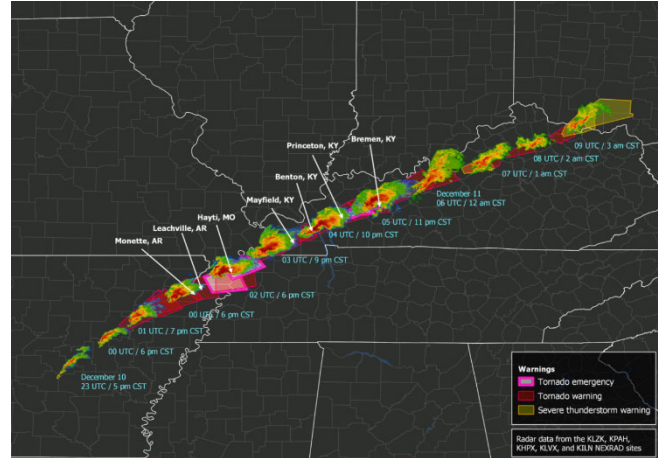 Bremen, KY
Princeton, KY
Benton, KY
Mayfield, KY
Hayti, MO
Leachville, AR
Monette, AR
09 UTC / 3 am CST
08 UTC / 2 am CST
07 UTC / 1 am CST
December 11
06 UTC / 12 am CST
05 UTC / 11 pm CST
04 UTC / 10 pm CST
03 UTC / 9 pm CST
02 UTC / 6 pm CST
00 UTC / 6 pm CST
01 UTC / 7 pm CST
00 UTC / 6 pm CST
December 10
23 UTC / 5 pm CST
Warnings
Tornado emergency
Tornado warning
Severe thunderstorm warning
Radar data from the KLZK, KPAH,
KHPX, KLVX, and KILN NEXRAD sites